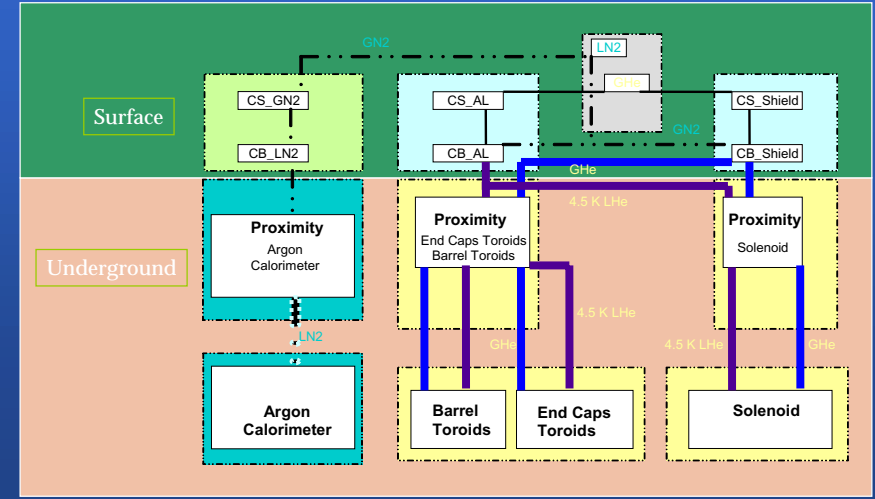 GN2
LN2
GHe
CS_GN2
CS_AL
CS_Shield
Surface
GN2
CB_LN2
CB_AL
CB_Shield
GHe
4.5 K LHe
Proximity
Argon
Calorimeter
Proximity
End Caps Toroids
Barrel Toroids
Proximity
Solenoid
Underground
4.5 K LHe
LN2
GHe
4.5 K LHe
GHe
Argon
Calorimeter
Barrel
Toroids
End Caps
Toroids
Solenoid